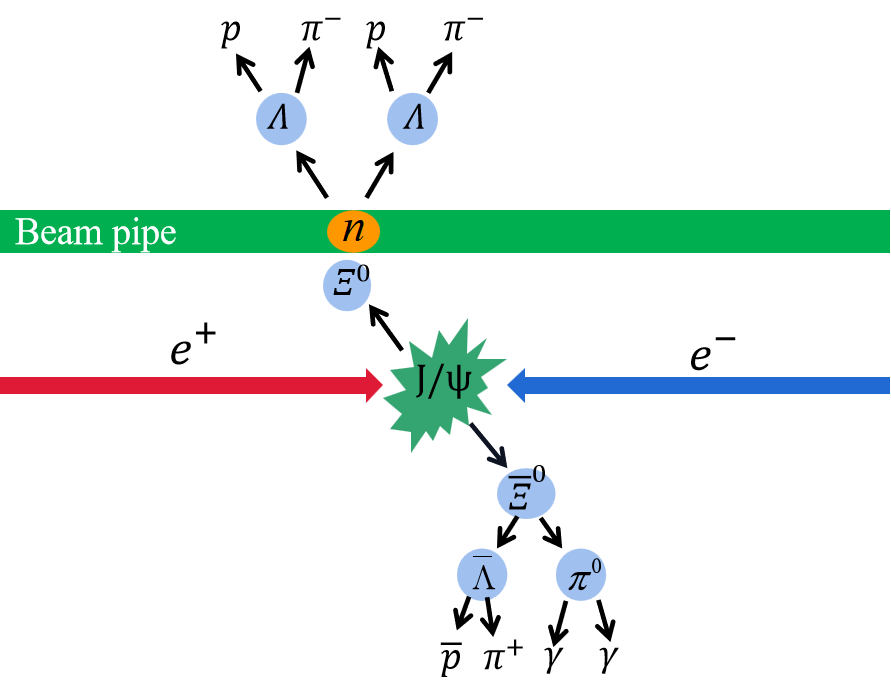 p π⁻ p π⁻
Λ Λ
Beam pipe n
Ξ⁰
e⁺ e⁻
J/ψ
Ξ̅⁰
Λ̅ π⁰
p̅ π⁺ γ γ